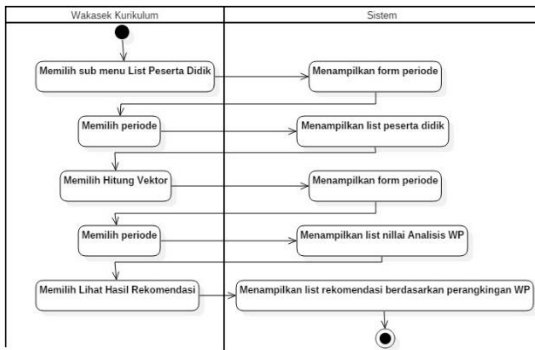 Wakasek Kurikulum
Sistem
Memilih sub menu List Peserta Didik
Menampilkan form periode
Memilih periode
Menampilkan list peserta didik
Memilih Hitung Vektor
Menampilkan form periode
Memilih periode
Menampilkan list nillai Analisis WP
Memilih Lihat Hasil Rekomendasi
Menampilkan list rekomendasi berdasarkan perangkingan WP